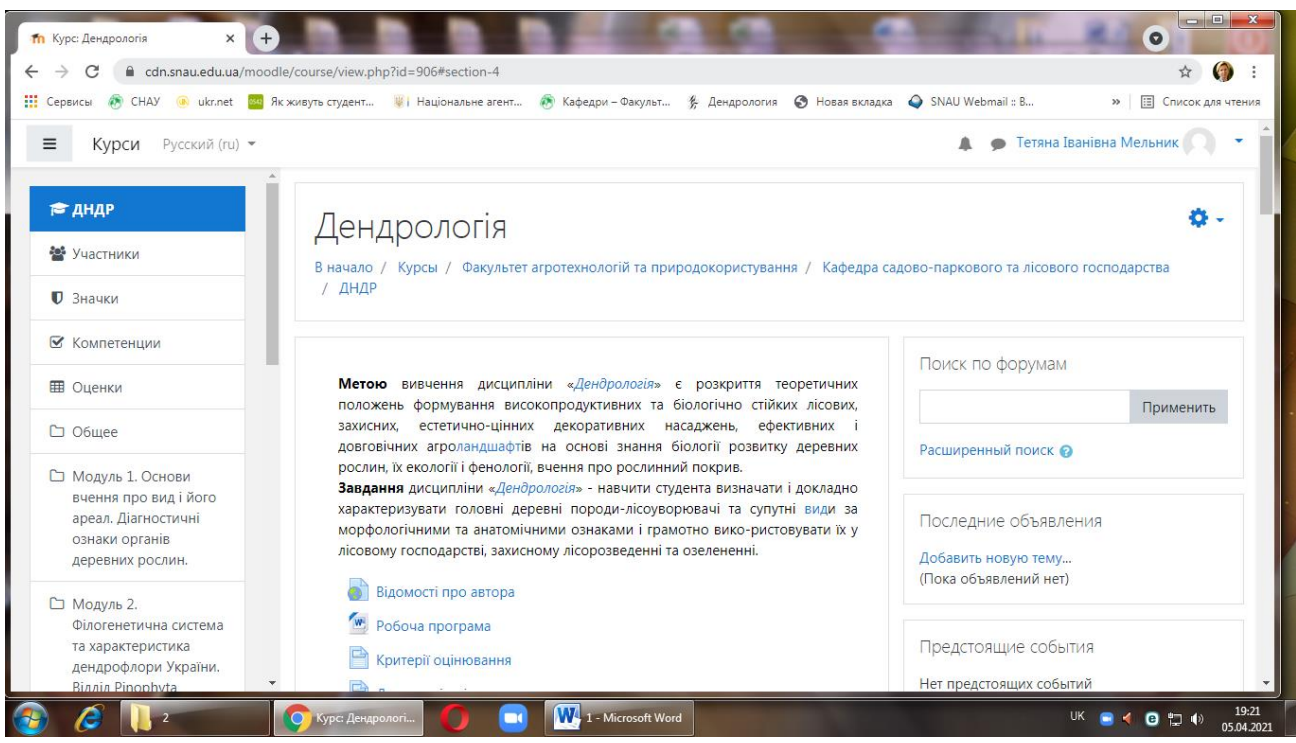 Курс: Дендрологія
cdn.snau.edu.ua/moodle/course/view.php?id=906#section-4
Сервисы СНАУ ukr.net Як живуть студент... Національне агент... Кафедри – Факульт... Дендрология Новая вкладка SNAU Webmail :: В... » Список для чтения
Курси Русский (ru) Тетяна Іванівна Мельник
ДНДР
Участники
Значки
Компетенции
Оценки
Общее
Модуль 1. Основи
вчення про вид і його
ареал. Діагностичні
ознаки органів
деревних рослин.
Модуль 2.
Філогенетична система
та характеристика
дендрофлори України.
Відділ Pinophyta
Дендрологія
В начало / Курсы / Факультет агротехнологій та природокористування / Кафедра садово-паркового та лісового господарства
/ ДНДР
Метою вивчення дисципліни «Дендрологія» є розкриття теоретичних
положень формування високопродуктивних та біологічно стійких лісових,
захисних, естетично-цінних декоративних насаджень, ефективних і
довговічних агроландшафтів на основі знання біології розвитку деревних
рослин, їх екології і фенології, вчення про рослинний покрив.
Завдання дисципліни «Дендрологія» - навчити студента визначати і докладно
характеризувати головні деревні породи-лісоуворювачі та супутні види за
морфологічними та анатомічними ознаками і грамотно вико-ристовувати їх у
лісовому господарстві, захисному лісорозведенні та озелененні.
Відомості про автора
Робоча програма
Критерії оцінювання
Поиск по форумам
Применить
Расширенный поиск
Последние объявления
Добавить новую тему...
(Пока объявлений нет)
Предстоящие события
Нет предстоящих событий
2 Курс: Дендрологі... 1 - Microsoft Word UK 19:21
05.04.2021